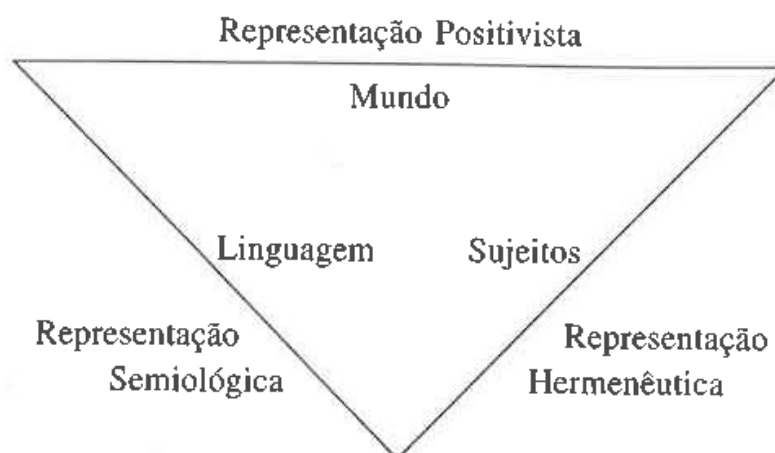 Representação Positivista
Mundo
Linguagem
Sujeitos
Representação
Semiológica
Representação
Hermenêutica